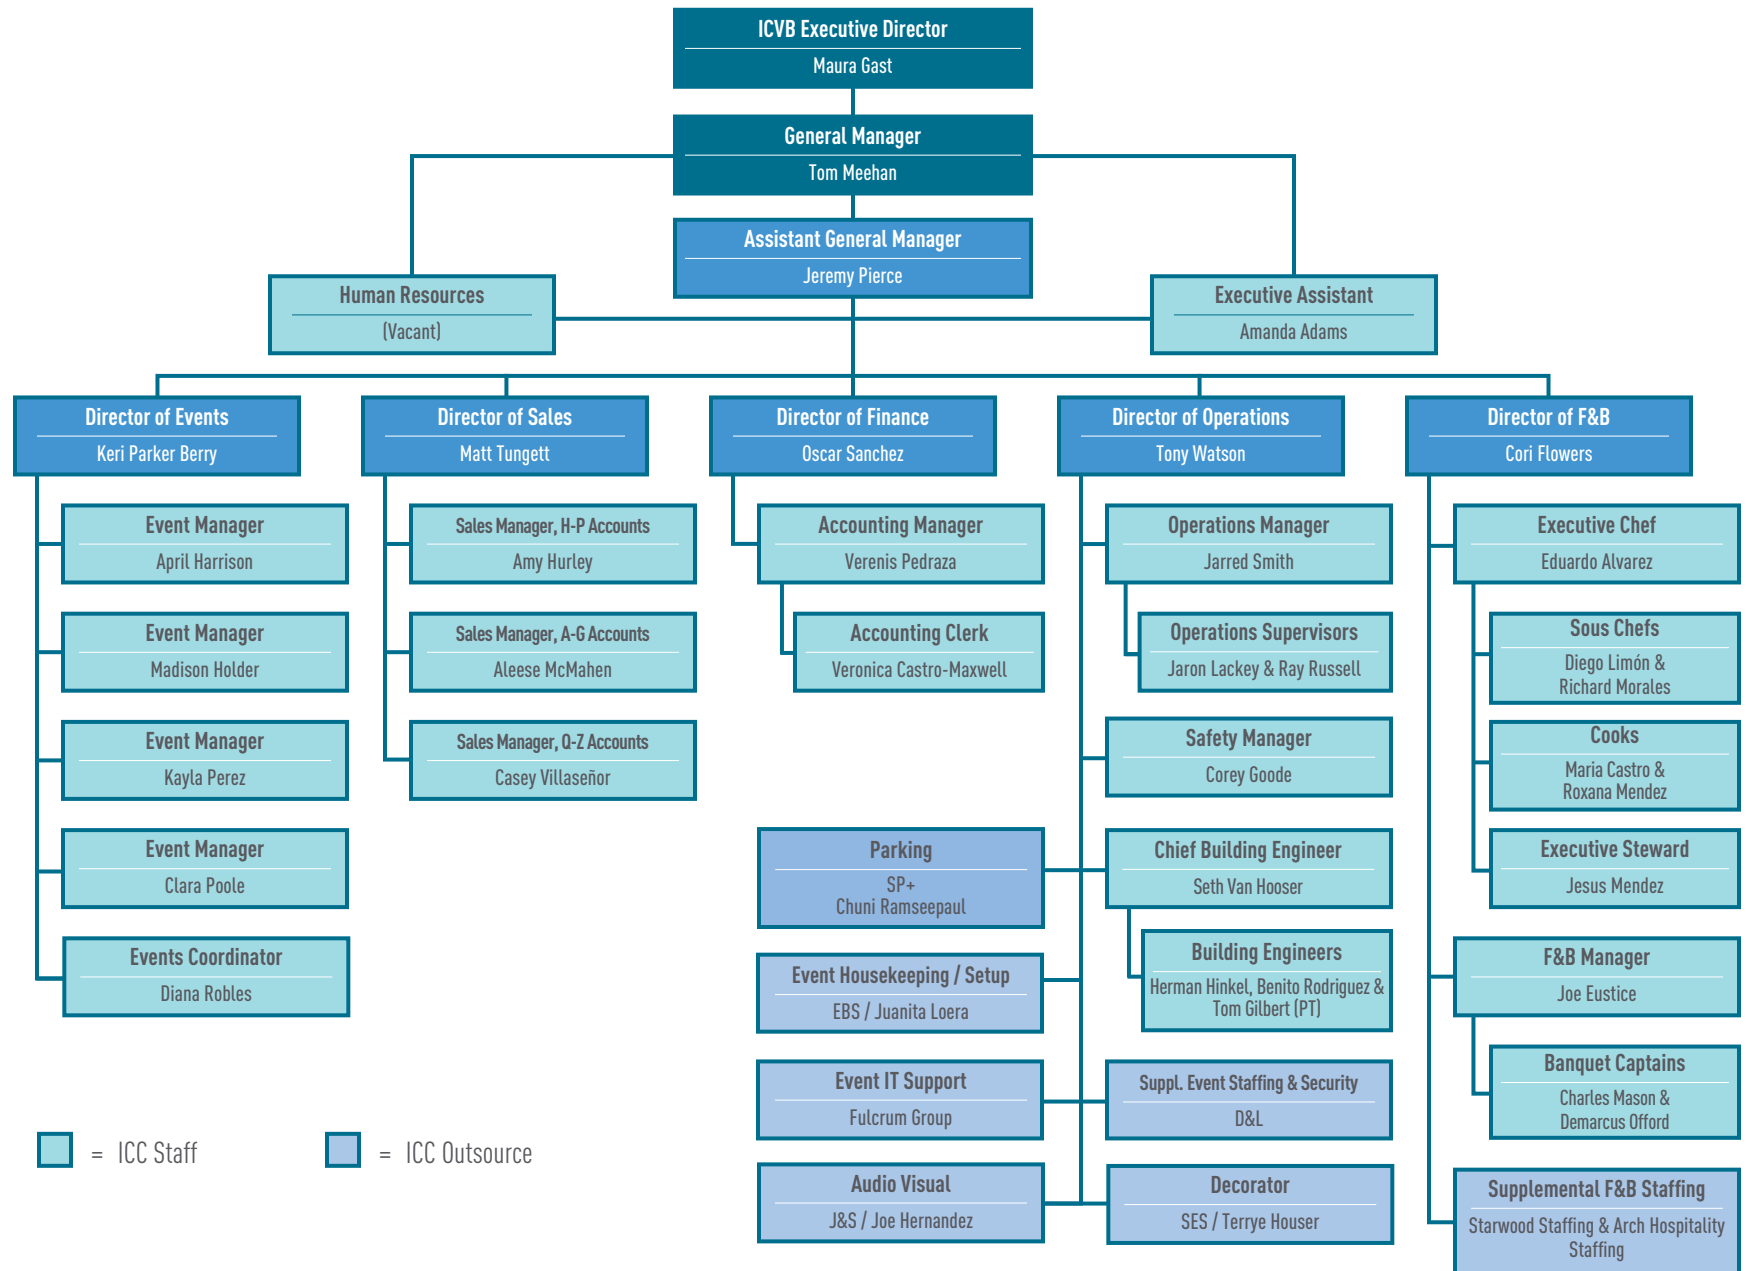 ICVB Executive Director
Maura Gast
General Manager
Tom Meehan
Assistant General Manager
Jeremy Pierce
Human Resources
(Vacant)
Executive Assistant
Amanda Adams
Director of Events
Keri Parker Berry
Event Manager
April Harrison
Event Manager
Madison Holder
Event Manager
Kayla Perez
Event Manager
Clara Poole
Events Coordinator
Diana Robles
Director of Sales
Matt Tungett
Sales Manager, H-P Accounts
Amy Hurley
Sales Manager, A-G Accounts
Aleese McMahen
Sales Manager, Q-Z Accounts
Casey Villaseñor
Director of Finance
Oscar Sanchez
Accounting Manager
Verenis Pedraza
Accounting Clerk
Veronica Castro-Maxwell
Director of Operations
Tony Watson
Operations Manager
Jarred Smith
Operations Supervisors
Jaron Lackey & Ray Russell
Safety Manager
Corey Goode
Parking
SP+
Chuni Ramseepaul
Chief Building Engineer
Seth Van Hooser
Building Engineers
Herman Hinkel, Benito Rodriguez &
Tom Gilbert (PT)
Event Housekeeping / Setup
EBS / Juanita Loera
Event IT Support
Fulcrum Group
Suppl. Event Staffing & Security
D&L
Audio Visual
J&S / Joe Hernandez
Decorator
SES / Terrye Houser
Director of F&B
Cori Flowers
Executive Chef
Eduardo Alvarez
Sous Chefs
Diego Limón &
Richard Morales
Cooks
Maria Castro &
Roxana Mendez
Executive Steward
Jesus Mendez
F&B Manager
Joe Eustice
Banquet Captains
Charles Mason &
Demarcus Offord
Supplemental F&B Staffing
Starwood Staffing & Arch Hospitality
Staffing
= ICC Staff
= ICC Outsource